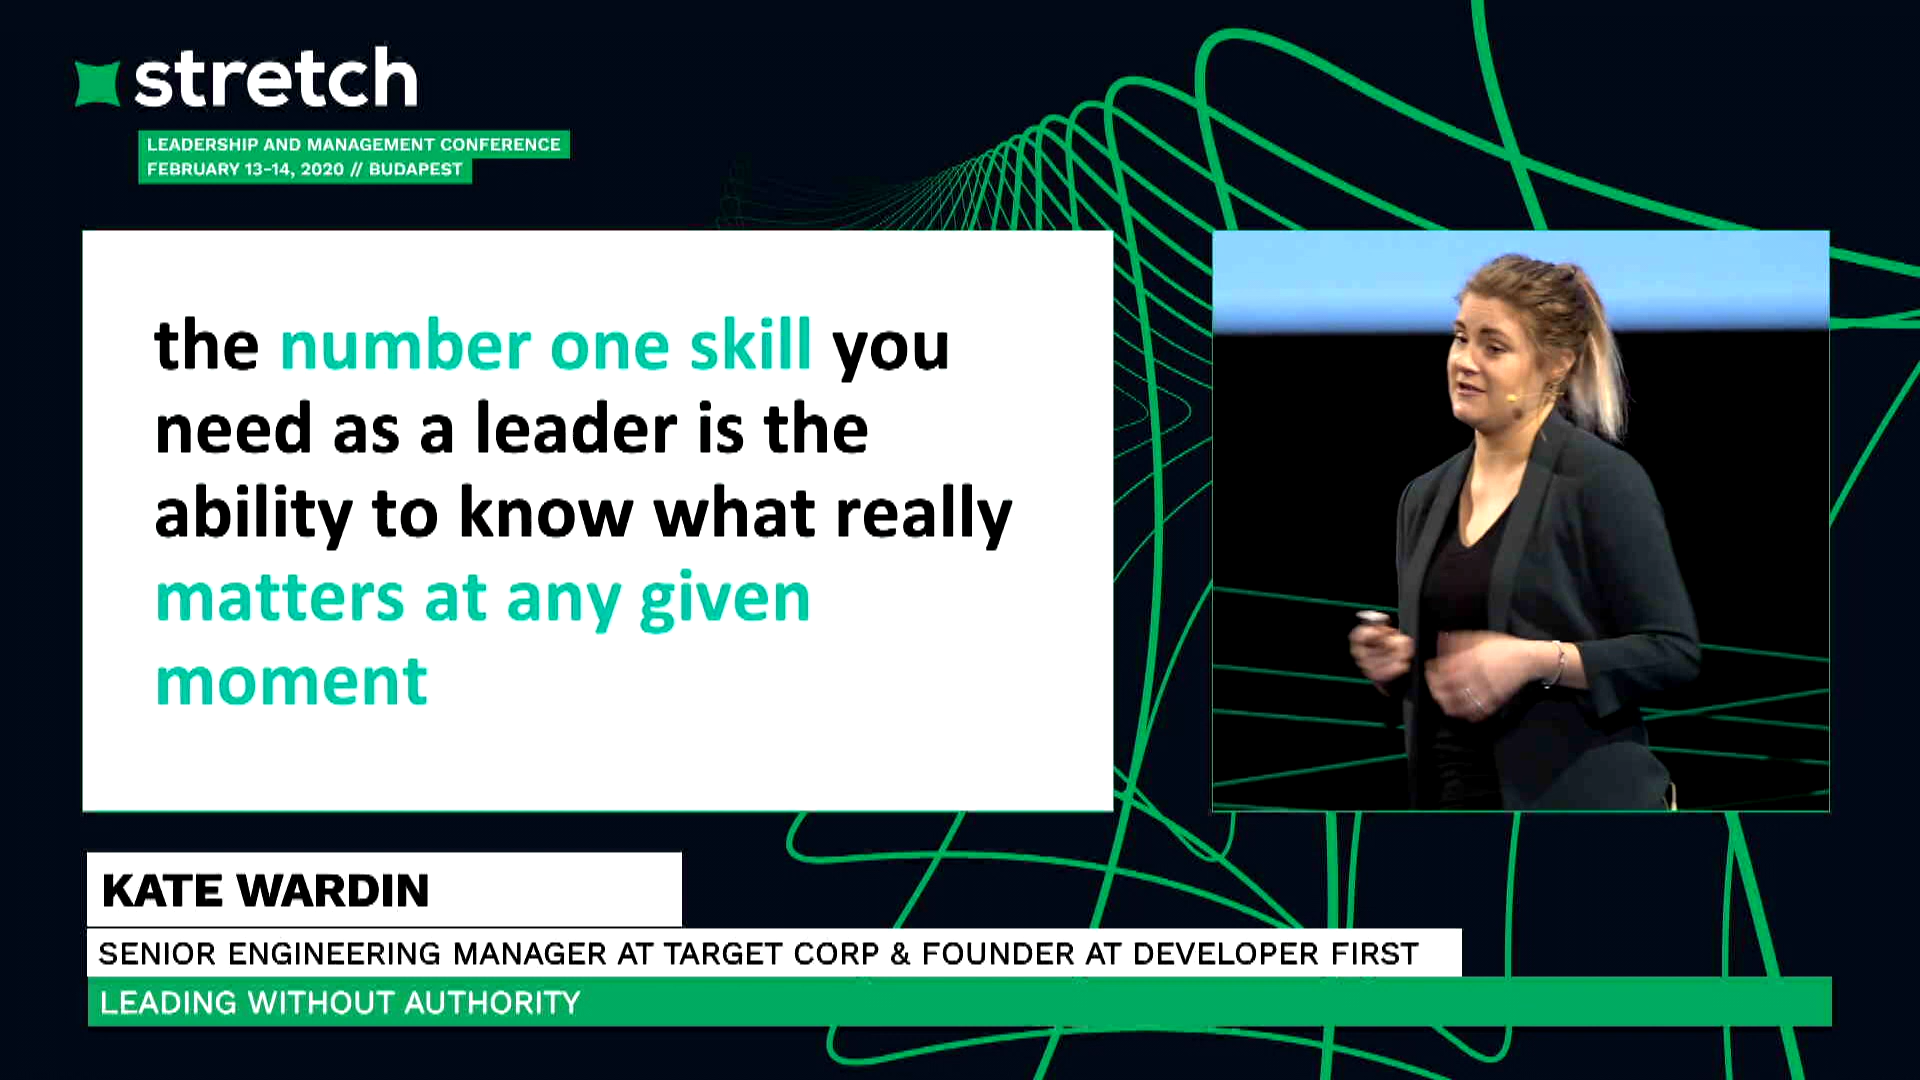 stretch
LEADERSHIP AND MANAGEMENT CONFERENCE
FEBRUARY 13-14, 2020 // BUDAPEST
the number one skill you
need as a leader is the
ability to know what really
matters at any given
moment
KATE WARDIN
SENIOR ENGINEERING MANAGER AT TARGET CORP & FOUNDER AT DEVELOPER FIRST
LEADING WITHOUT AUTHORITY